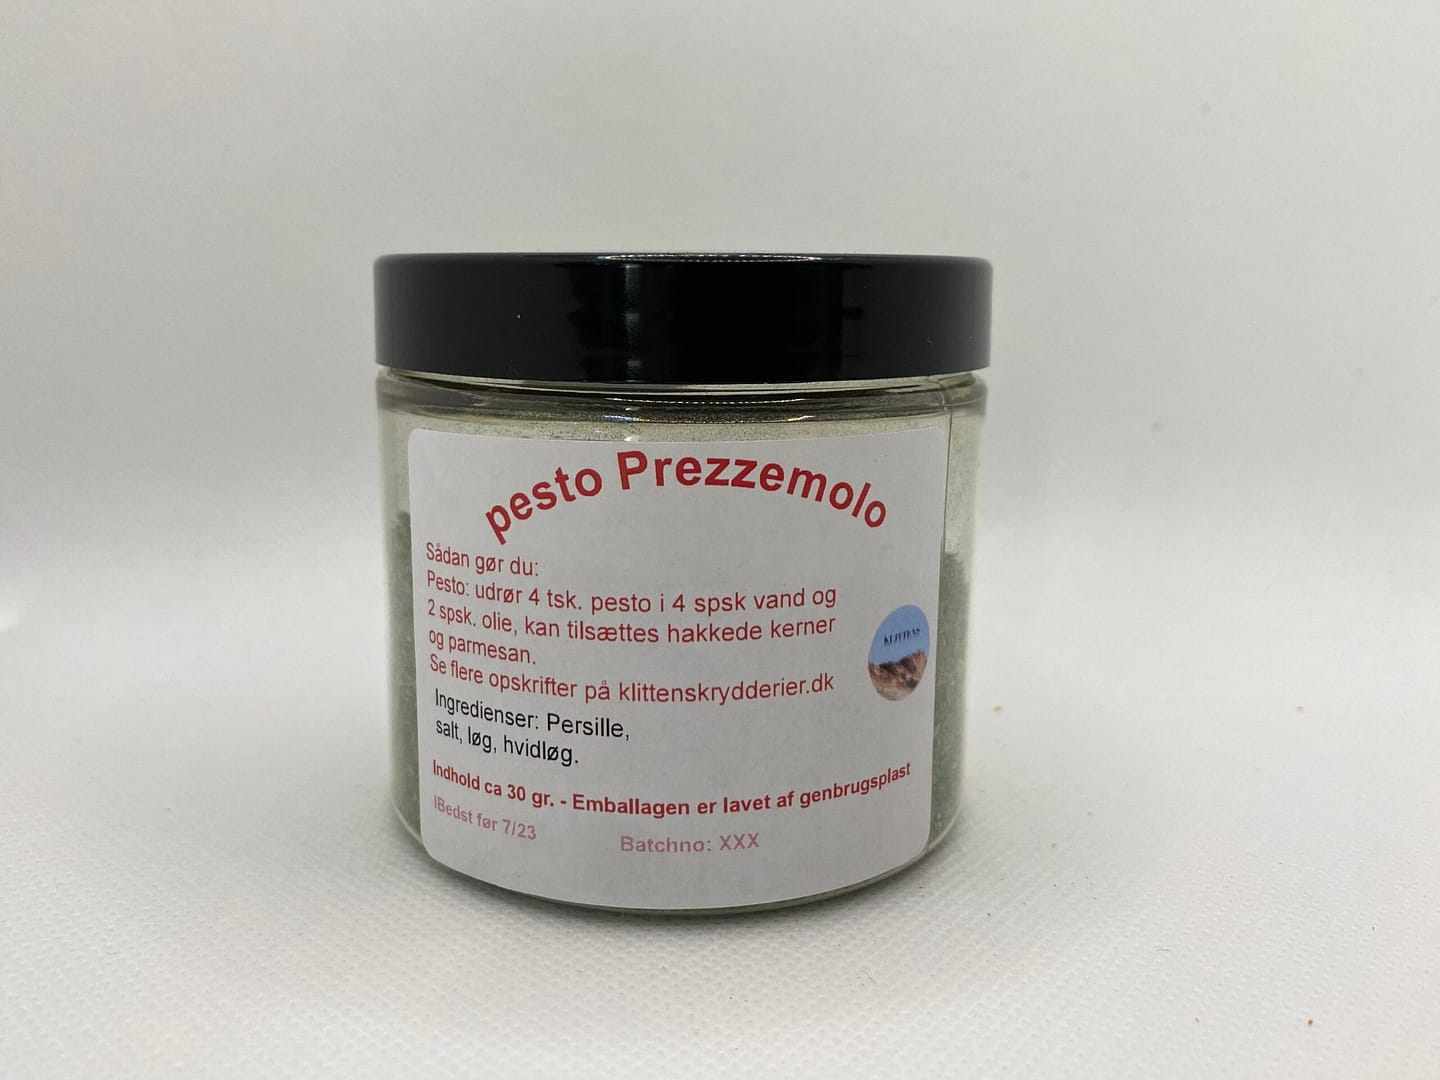 pesto Prezzemolo
Sådan gør du:
Pesto: udrør 4 tsk. pesto i 4 spsk vand og
2 spsk. olie, kan tilsættes hakkede kerner
og parmesan.
Se flere opskrifter på klittenskrydderier.dk
KLITTENS
Ingredienser: Persille,
salt, løg, hvidløg.
Indhold ca 30 gr. - Emballagen er lavet af genbrugsplast
lBedst før 7/23
Batchno: XXX